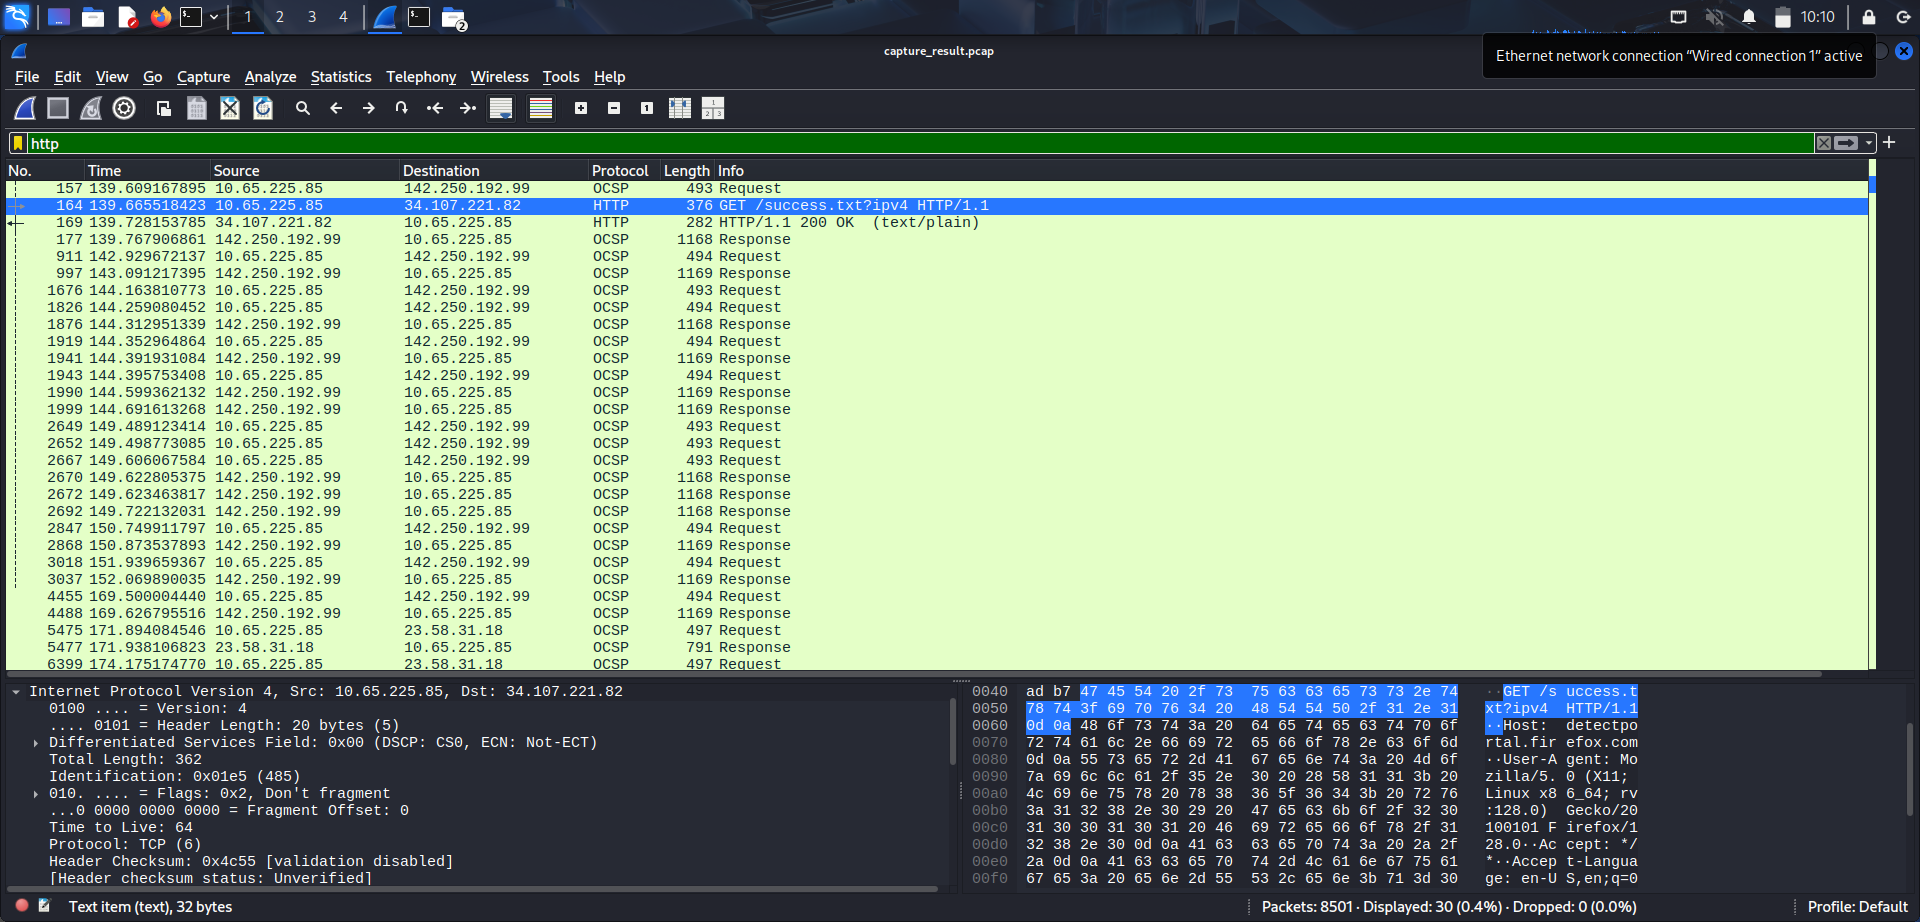 1 2 3 4 2 10:10
capture_result.pcap
Ethernet network connection “Wired connection 1” active
File Edit View Go Capture Analyze Statistics Telephony Wireless Tools Help
http
No. Time Source Destination Protocol Length Info
157 139.609167895 10.65.225.85 142.250.192.99 OCSP 493 Request
164 139.665518423 10.65.225.85 34.107.221.82 HTTP 376 GET /success.txt?ipv4 HTTP/1.1
169 139.728153785 34.107.221.82 10.65.225.85 HTTP 282 HTTP/1.1 200 OK (text/plain)
177 139.767906861 142.250.192.99 10.65.225.85 OCSP 1168 Response
911 142.929672137 10.65.225.85 142.250.192.99 OCSP 494 Request
997 143.091217395 142.250.192.99 10.65.225.85 OCSP 1169 Response
1676 144.163810773 10.65.225.85 142.250.192.99 OCSP 493 Request
1826 144.259080452 10.65.225.85 142.250.192.99 OCSP 494 Request
1876 144.312951339 142.250.192.99 10.65.225.85 OCSP 1168 Response
1919 144.352964864 10.65.225.85 142.250.192.99 OCSP 494 Request
1941 144.391931084 142.250.192.99 10.65.225.85 OCSP 1169 Response
1943 144.395753408 10.65.225.85 142.250.192.99 OCSP 494 Request
1990 144.599362132 142.250.192.99 10.65.225.85 OCSP 1169 Response
1999 144.691613268 142.250.192.99 10.65.225.85 OCSP 1169 Response
2649 149.489123414 10.65.225.85 142.250.192.99 OCSP 493 Request
2652 149.498773085 10.65.225.85 142.250.192.99 OCSP 493 Request
2667 149.606067584 10.65.225.85 142.250.192.99 OCSP 493 Request
2670 149.622805375 142.250.192.99 10.65.225.85 OCSP 1168 Response
2672 149.623463817 142.250.192.99 10.65.225.85 OCSP 1168 Response
2692 149.722132031 142.250.192.99 10.65.225.85 OCSP 1168 Response
2847 150.749911797 10.65.225.85 142.250.192.99 OCSP 494 Request
2868 150.873537893 142.250.192.99 10.65.225.85 OCSP 1169 Response
3018 151.939659367 10.65.225.85 142.250.192.99 OCSP 494 Request
3037 152.069890035 142.250.192.99 10.65.225.85 OCSP 1169 Response
4455 169.500004440 10.65.225.85 142.250.192.99 OCSP 494 Request
4488 169.626795516 142.250.192.99 10.65.225.85 OCSP 1169 Response
5475 171.894084546 10.65.225.85 23.58.31.18 OCSP 497 Request
5477 171.938106823 23.58.31.18 10.65.225.85 OCSP 791 Response
6399 174.175174770 10.65.225.85 23.58.31.18 OCSP 497 Request
Internet Protocol Version 4, Src: 10.65.225.85, Dst: 34.107.221.82
0100 .... = Version: 4
.... 0101 = Header Length: 20 bytes (5)
Differentiated Services Field: 0x00 (DSCP: CS0, ECN: Not-ECT)
Total Length: 362
Identification: 0x01e5 (485)
010. .... = Flags: 0x2, Don't fragment
...0 0000 0000 0000 = Fragment Offset: 0
Time to Live: 64
Protocol: TCP (6)
Header Checksum: 0x4c55 [validation disabled]
[Header checksum status: Unverified]
0040 ad b7 47 45 54 20 2f 73 75 63 63 65 73 73 2e 74 ··GET /s uccess.t
0050 78 74 3f 69 70 76 34 20 48 54 54 50 2f 31 2e 31 xt?ipv4 HTTP/1.1
0060 0d 0a 48 6f 73 74 3a 20 64 65 74 65 63 74 70 6f ··Host: detectpo
0070 72 74 61 6c 2e 66 69 72 65 66 6f 78 2e 63 6f 6d rtal.fir efox.com
0080 0d 0a 55 73 65 72 2d 41 67 65 6e 74 3a 20 4d 6f ··User-A gent: Mo
0090 7a 69 6c 6c 61 2f 35 2e 30 20 28 58 31 31 3b 20 zilla/5. 0 (X11;
00a0 4c 69 6e 75 78 20 78 38 36 5f 36 34 3b 20 72 76 Linux x8 6_64; rv
00b0 3a 31 32 38 2e 30 29 20 47 65 63 6b 6f 2f 32 30 :128.0) Gecko/20
00c0 31 30 30 31 30 31 20 46 69 72 65 66 6f 78 2f 31 100101 F irefox/1
00d0 32 38 2e 30 0d 0a 41 63 63 65 70 74 3a 20 2a 2f 28.0··Ac cept: */
00e0 2a 0d 0a 41 63 63 65 70 74 2d 4c 61 6e 67 75 61 *··Accep t-Langua
00f0 67 65 3a 20 65 6e 2d 55 53 2c 65 6e 3b 71 3d 30 ge: en-U S,en;q=0
Text item (text), 32 bytes
Packets: 8501 · Displayed: 30 (0.4%) · Dropped: 0 (0.0%)
Profile: Default